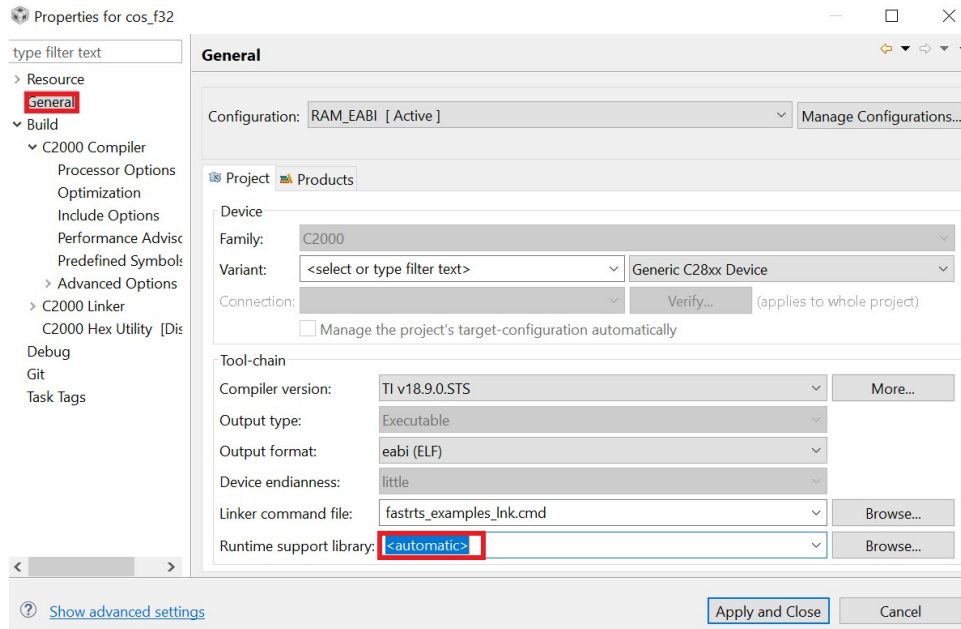 Properties for cos_f32
type filter text
Resource
General
Build
C2000 Compiler
Processor Options
Optimization
Include Options
Performance Adviso
Predefined Symbols
Advanced Options
C2000 Linker
C2000 Hex Utility [Dis
Debug
Git
Task Tags
General
Configuration: RAM_EABI [ Active ] Manage Configurations...
Project Products
Device
Family: C2000
Variant: <select or type filter text> Generic C28xx Device
Connection: Verify... (applies to whole project)
Manage the project's target-configuration automatically
Tool-chain
Compiler version: TI v18.9.0.STS More...
Output type: Executable
Output format: eabi (ELF)
Device endianness: little
Linker command file: fastrts_examples_lnk.cmd Browse...
Runtime support library: <automatic> Browse...
Show advanced settings Apply and Close Cancel